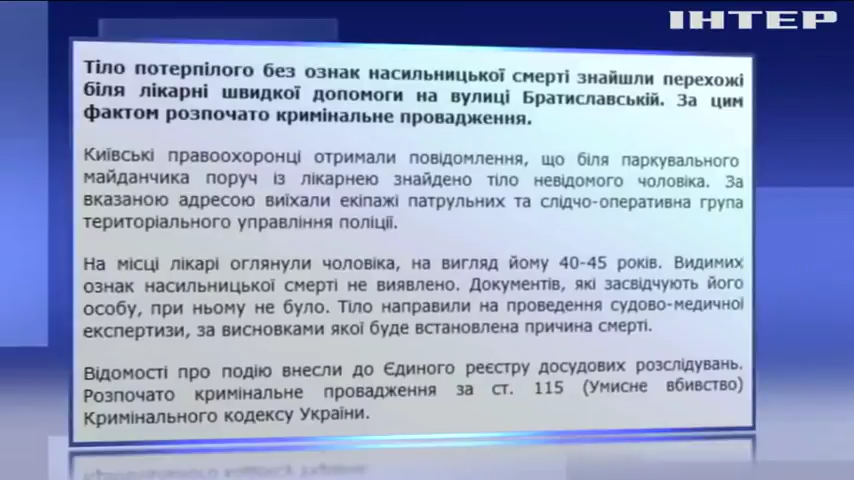 ІНТЕР
Тіло потерпілого без ознак насильницької смерті знайшли перехожі
біля лікарні швидкої допомоги на вулиці Братиславській. За цим
фактом розпочато кримінальне провадження.
Київські правоохоронці отримали повідомлення, що біля паркувального
майданчика поруч із лікарнею знайдено тіло невідомого чоловіка. За
вказаною адресою виїхали екіпажі патрульних та слідчо-оперативна група
територіального управління поліції.
На місці лікарі оглянули чоловіка, на вигляд йому 40-45 років. Видимих
ознак насильницької смерті не виявлено. Документів, які засвідчують його
особу, при ньому не було. Тіло направили на проведення судово-медичної
експертизи, за висновками якої буде встановлена причина смерті.
Відомості про подію внесли до Єдиного реєстру досудових розслідувань.
Розпочато кримінальне провадження за ст. 115 (Умисне вбивство)
Кримінального кодексу України.